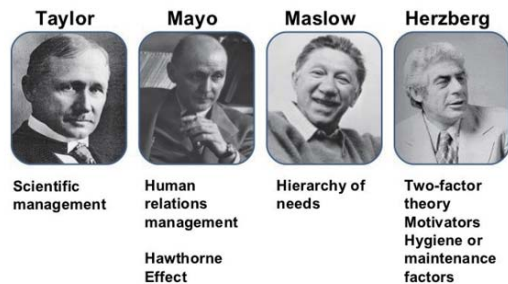 Taylor
Mayo
Maslow
Herzberg
Scientific
management
Human
relations
management
Hawthorne
Effect
Hierarchy of
needs
Two-factor
theory
Motivators
Hygiene or
maintenance
factors